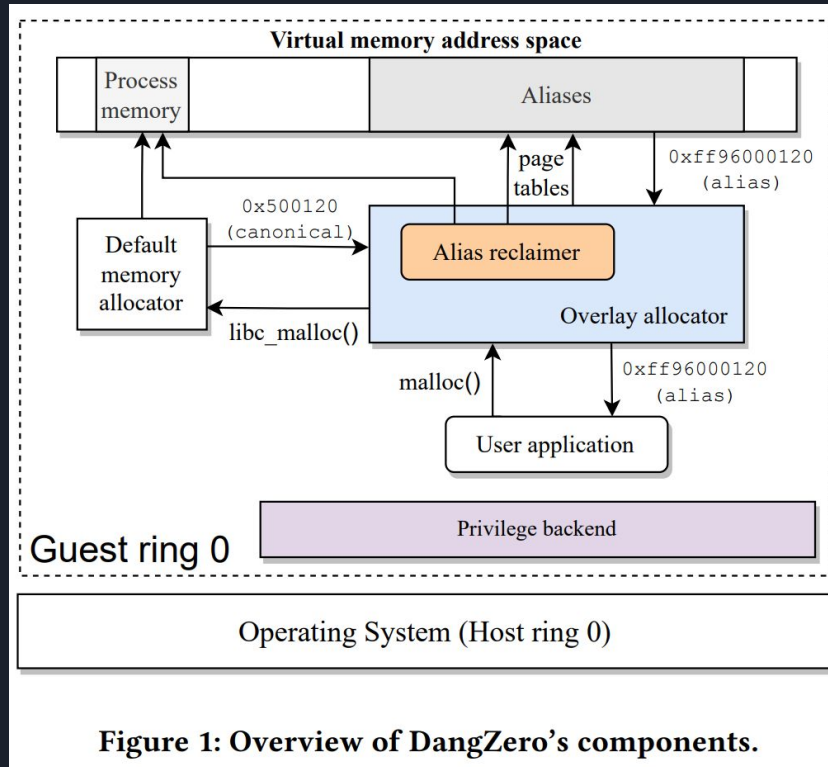 Virtual memory address space
Process
memory
Aliases
page
tables
0xff96000120
(alias)
0x500120
(canonical)
Default
memory
allocator
Alias reclaimer
Overlay allocator
libc_malloc()
malloc()
0xff96000120
(alias)
User application
Privilege backend
Guest ring 0
Operating System (Host ring 0)
Figure 1: Overview of DangZero's components.